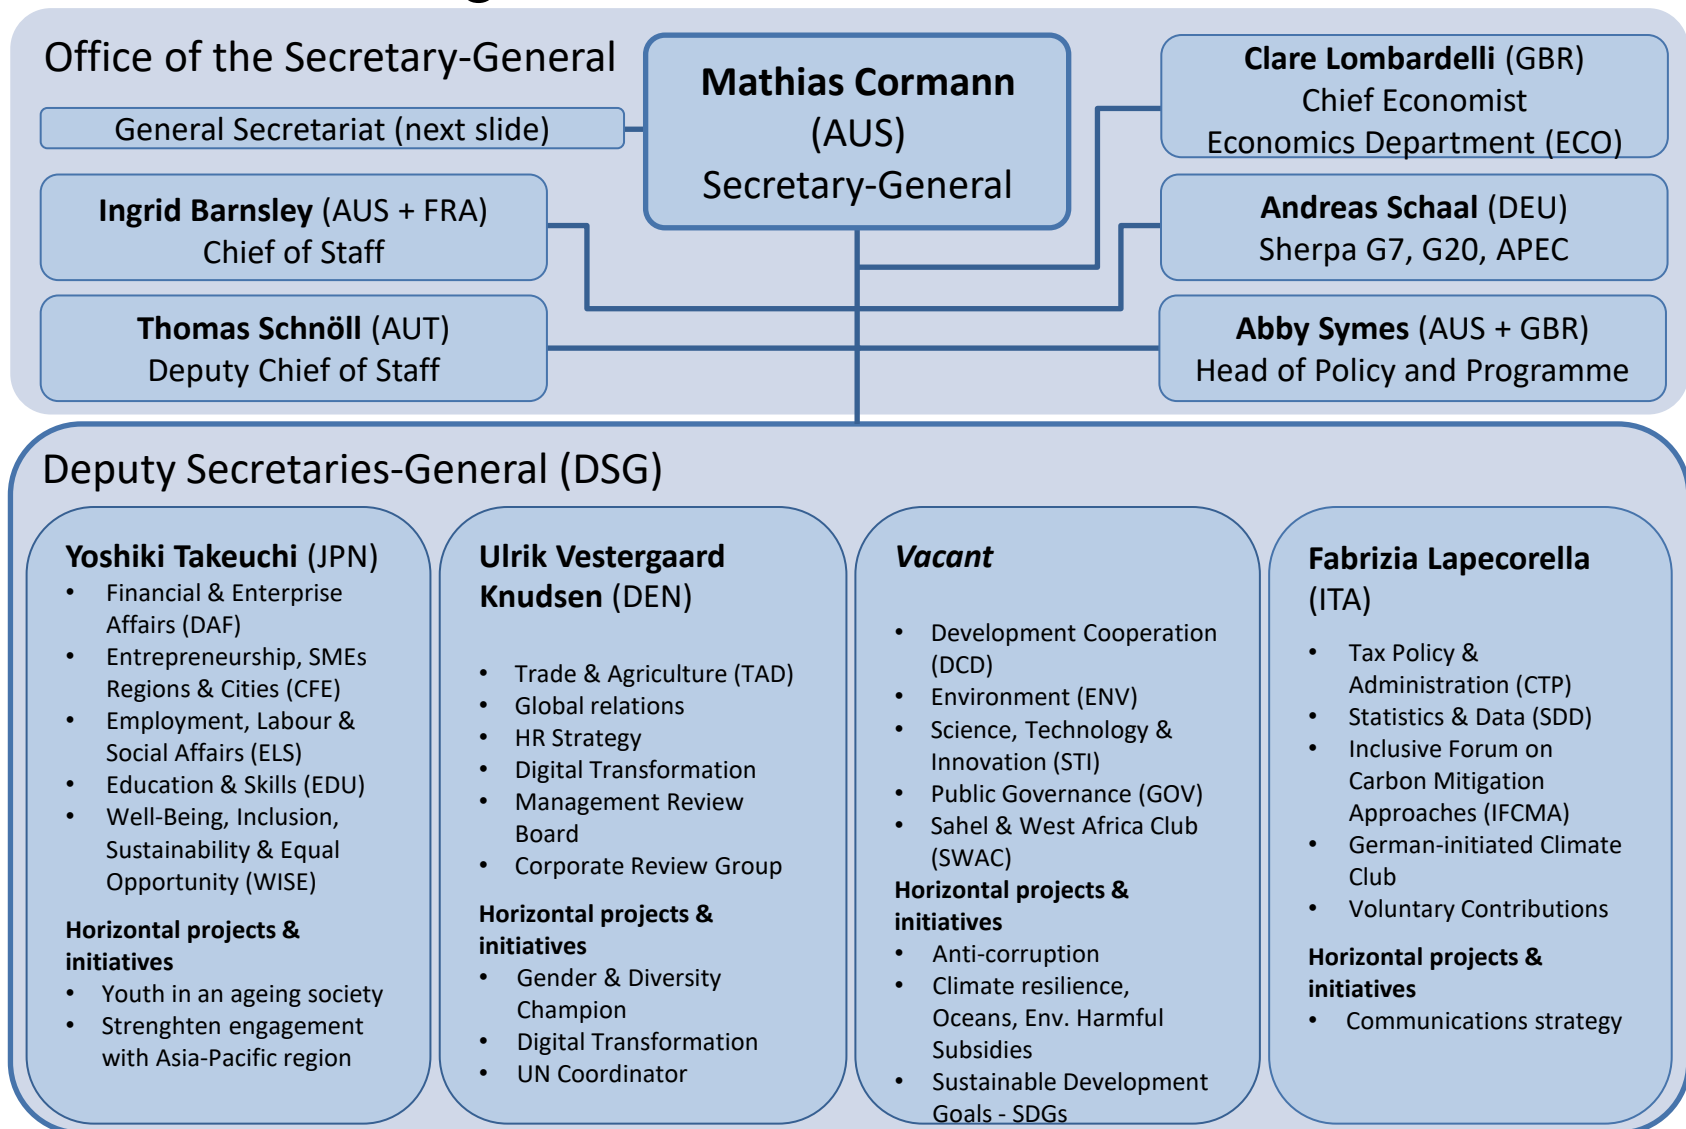 Office of the Secretary-General
General Secretariat (next slide)
Ingrid Barnsley (AUS + FRA)
Chief of Staff
Thomas Schnöll (AUT)
Deputy Chief of Staff
Mathias Cormann
(AUS)
Secretary-General
Clare Lombardelli (GBR)
Chief Economist
Economics Department (ECO)
Andreas Schaal (DEU)
Sherpa G7, G20, APEC
Abby Symes (AUS + GBR)
Head of Policy and Programme
Deputy Secretaries-General (DSG)
Yoshiki Takeuchi (JPN)
• Financial & Enterprise
Affairs (DAF)
• Entrepreneurship, SMEs
Regions & Cities (CFE)
• Employment, Labour &
Social Affairs (ELS)
• Education & Skills (EDU)
• Well-Being, Inclusion,
Sustainability & Equal
Opportunity (WISE)
Horizontal projects &
initiatives
• Youth in an ageing society
• Strenghten engagement
with Asia-Pacific region
Ulrik Vestergaard
Knudsen (DEN)
• Trade & Agriculture (TAD)
• Global relations
• HR Strategy
• Digital Transformation
• Management Review
Board
• Corporate Review Group
Horizontal projects &
initiatives
• Gender & Diversity
Champion
• Digital Transformation
• UN Coordinator
Vacant
• Development Cooperation
(DCD)
• Environment (ENV)
• Science, Technology &
Innovation (STI)
• Public Governance (GOV)
• Sahel & West Africa Club
(SWAC)
Horizontal projects &
initiatives
• Anti-corruption
• Climate resilience,
Oceans, Env. Harmful
Subsidies
• Sustainable Development
Goals - SDGs
Fabrizia Lapecorella
(ITA)
• Tax Policy &
Administration (CTP)
• Statistics & Data (SDD)
• Inclusive Forum on
Carbon Mitigation
Approaches (IFCMA)
• German-initiated Climate
Club
• Voluntary Contributions
Horizontal projects &
initiatives
• Communications strategy